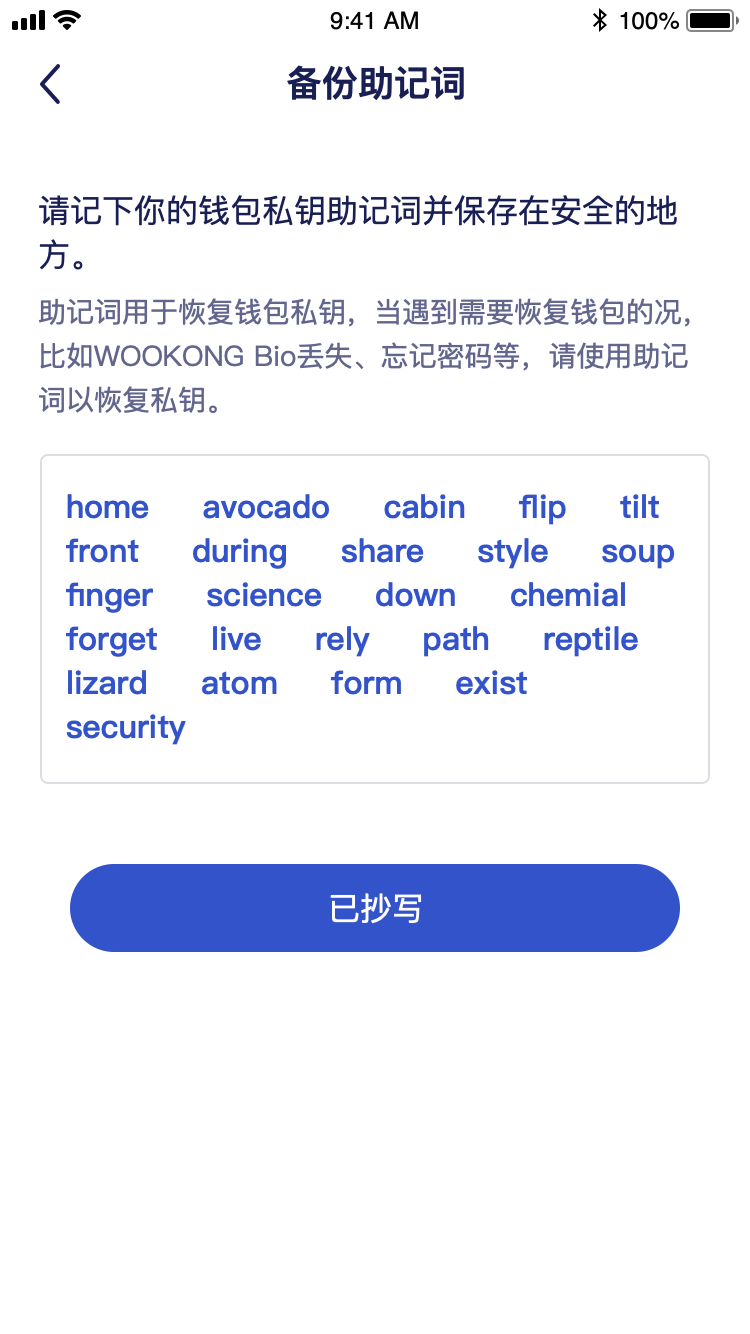 9:41 AM 100%
备份助记词
请记下你的钱包私钥助记词并保存在安全的地
方。
助记词用于恢复钱包私钥，当遇到需要恢复钱包的况，
比如WOOKONG Bio丢失、忘记密码等，请使用助记
词以恢复私钥。
home avocado cabin flip tilt
front during share style soup
finger science down chemial
forget live rely path reptile
lizard atom form exist
security
已抄写